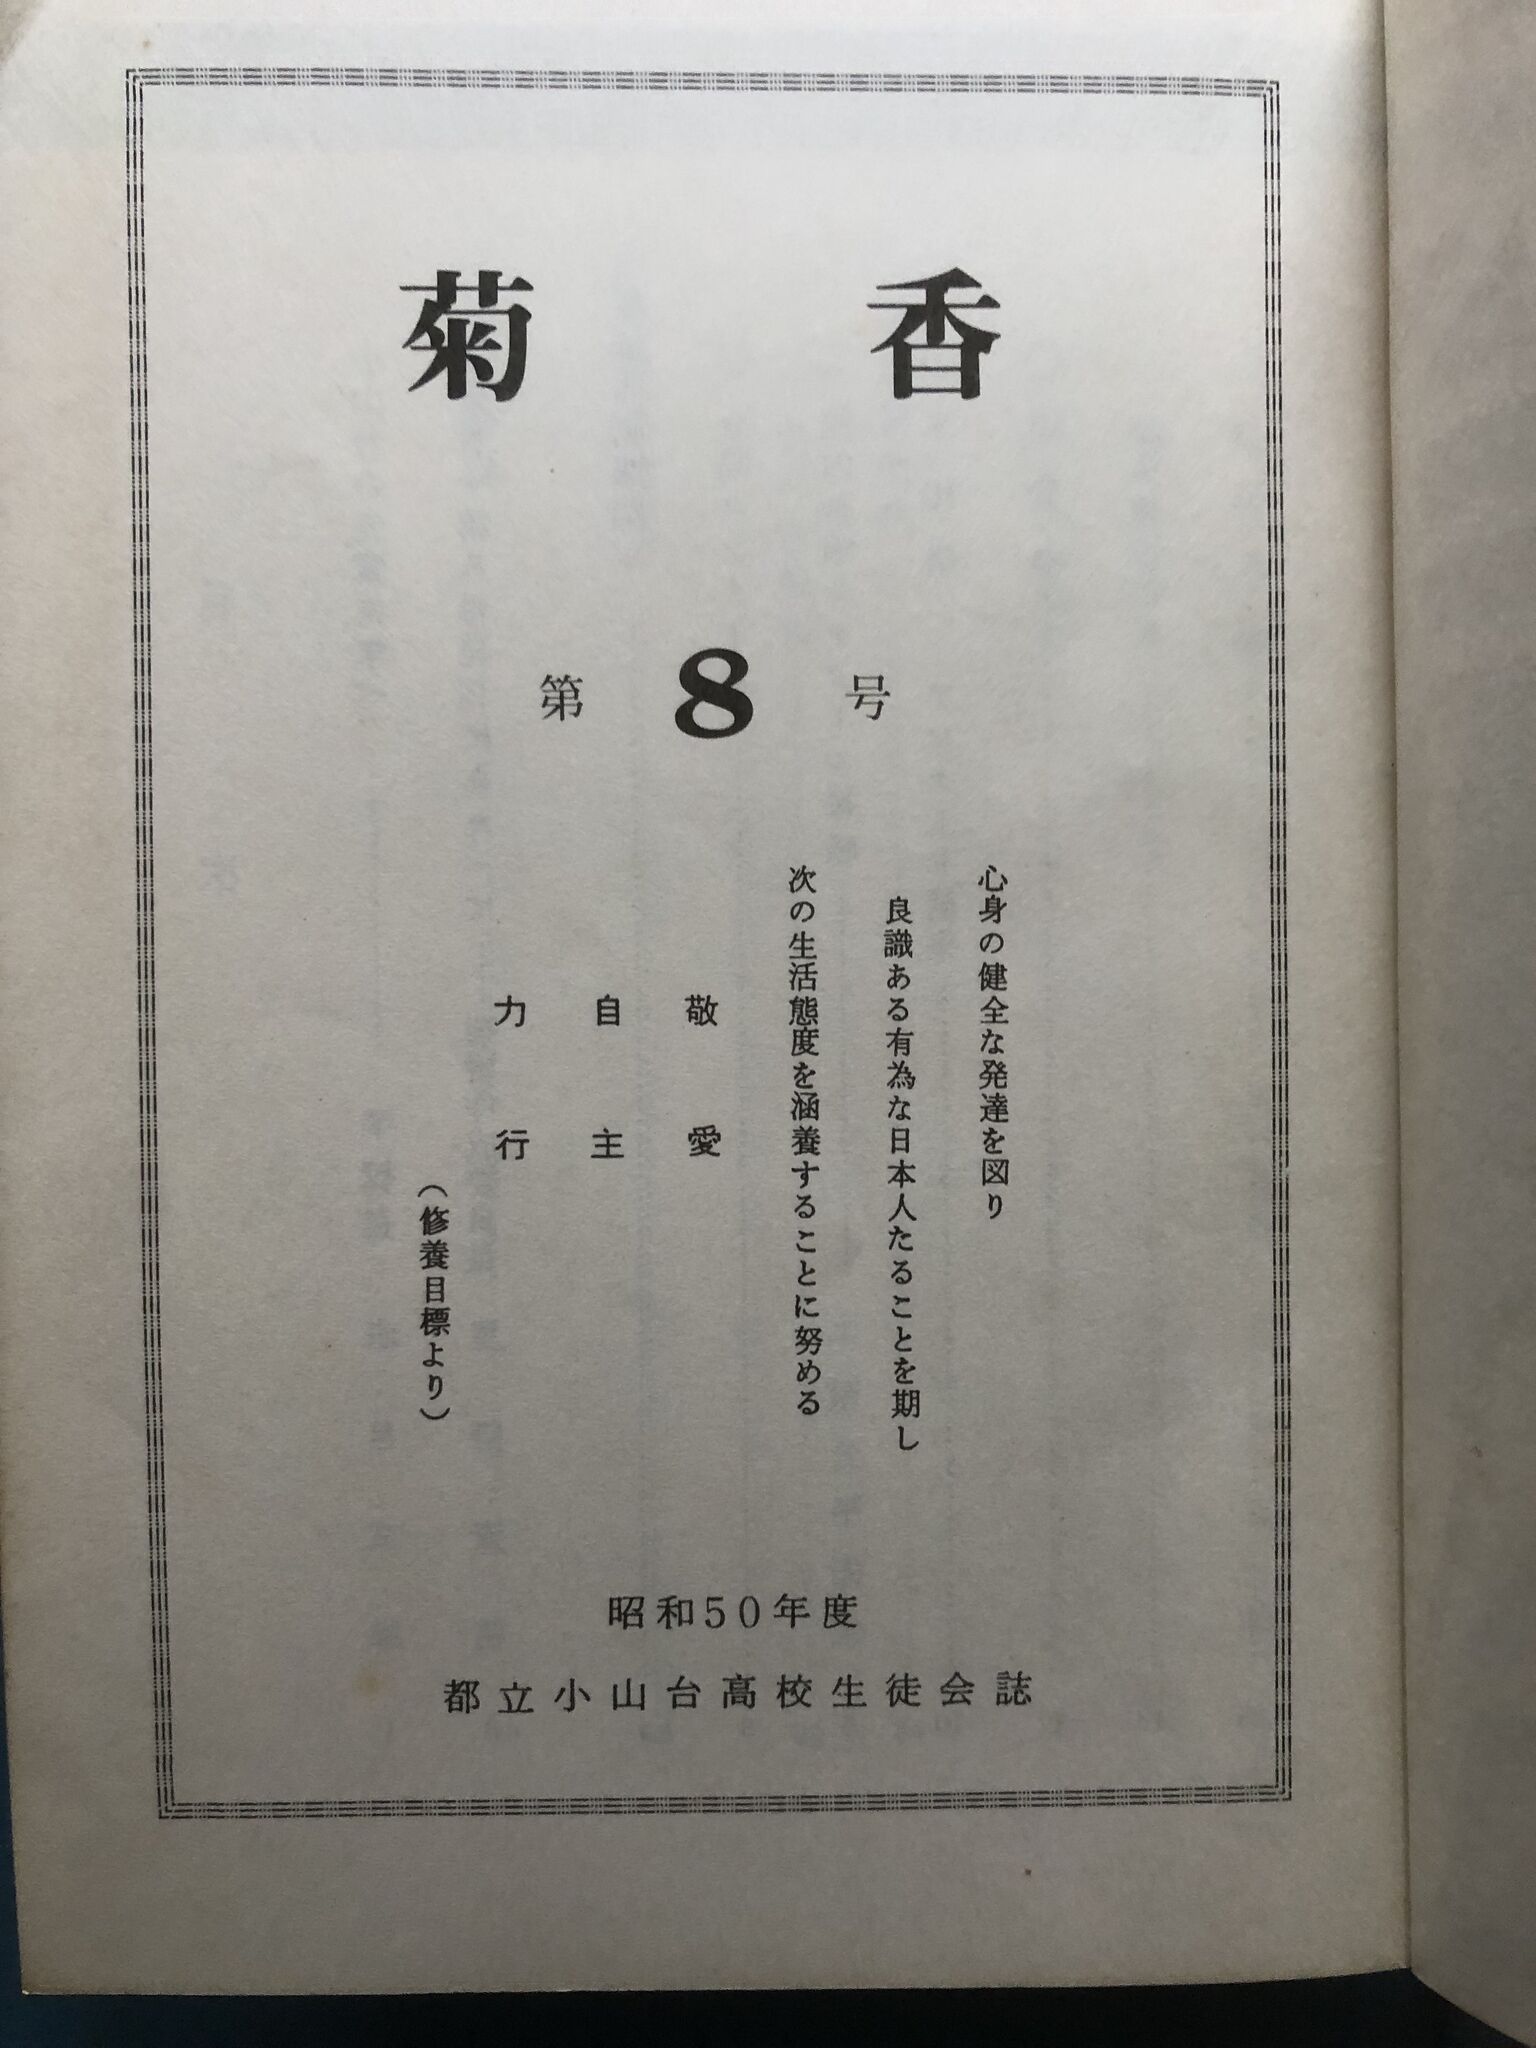 菊香
第8号
心身の健全な発達を図り
良識ある有為な日本人たることを期し
次の生活態度を涵養することに努める
敬愛
自主
力行
（修養目標より）
昭和50年度
都立小山台高校生徒会誌